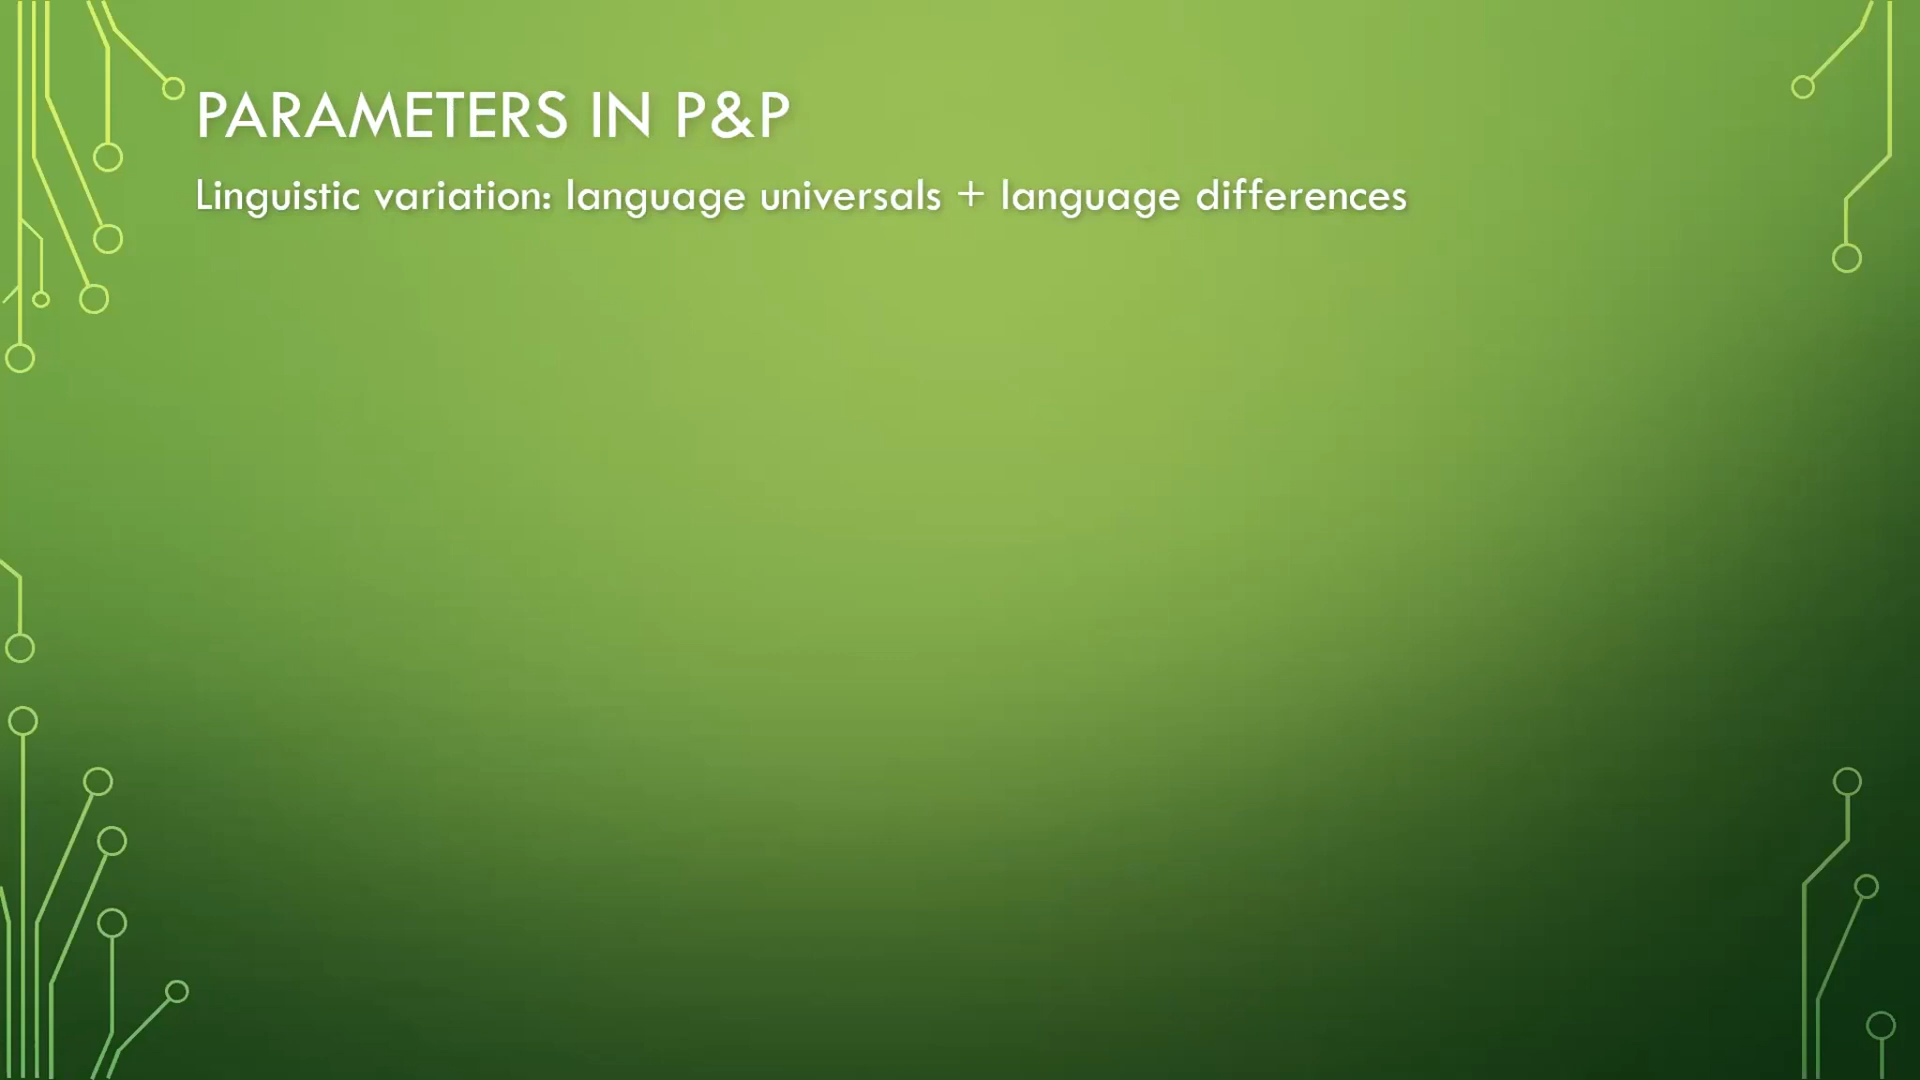 PARAMETERS IN P&P
Linguistic variation: language universals + language differences